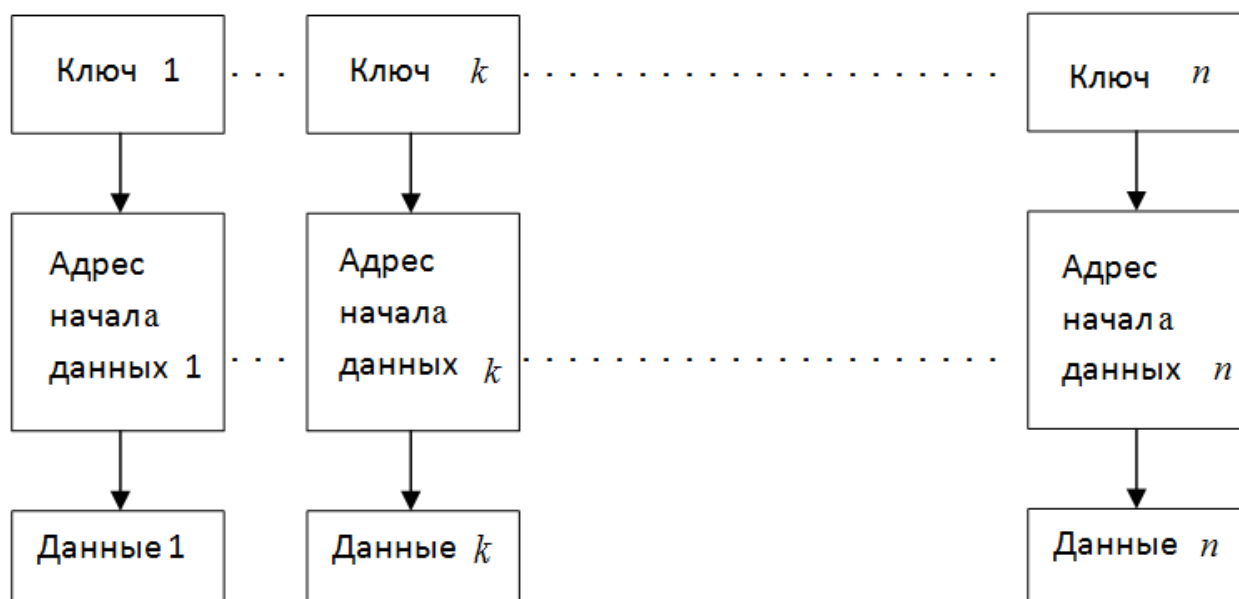 Ключ 1 . . . Ключ k . . . . . . . . . . . . . . . . . . . . . . Ключ n
Адрес
начала
данных 1
Адрес
начала
данных k
Адрес
начала
данных n
Данные 1
Данные k
Данные n